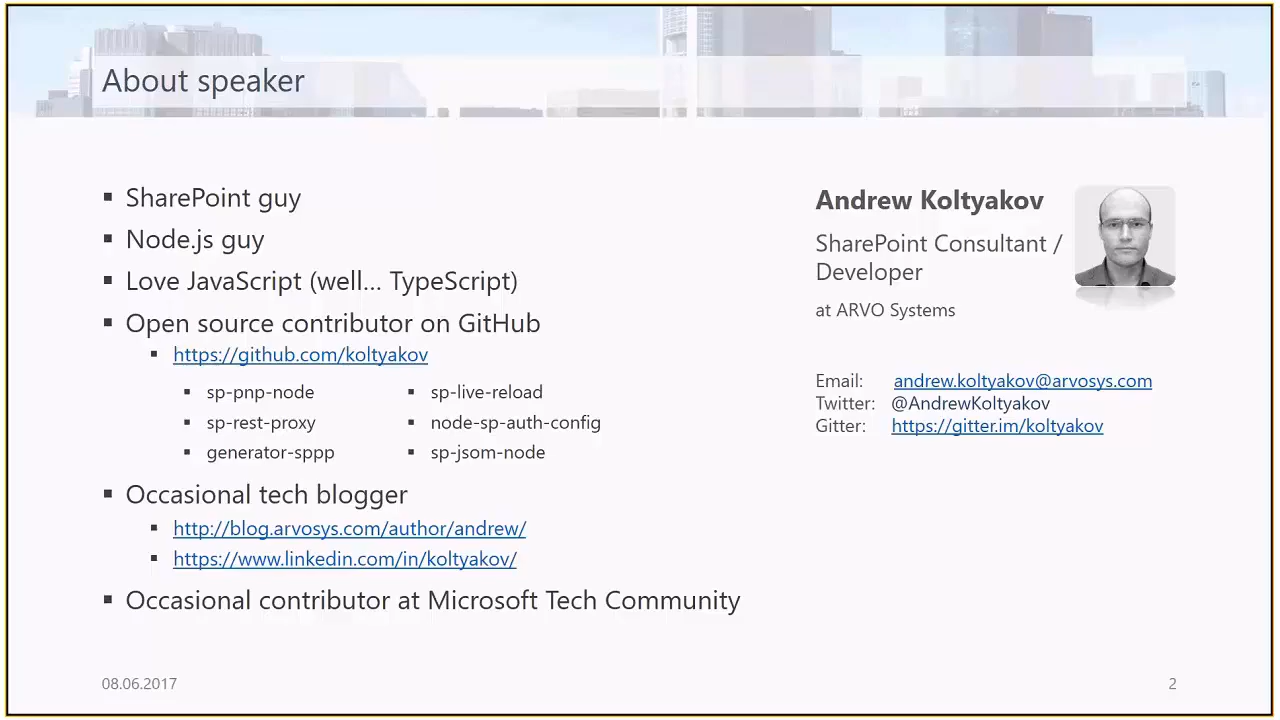 About speaker
▪ SharePoint guy
▪ Node.js guy
▪ Love JavaScript (well... TypeScript)
▪ Open source contributor on GitHub
▪ https://github.com/koltyakov
▪ sp-pnp-node
▪ sp-rest-proxy
▪ generator-sppp
▪ sp-live-reload
▪ node-sp-auth-config
▪ sp-jsom-node
▪ Occasional tech blogger
▪ http://blog.arvosys.com/author/andrew/
▪ https://www.linkedin.com/in/koltyakov/
▪ Occasional contributor at Microsoft Tech Community
Andrew Koltyakov
SharePoint Consultant /
Developer
at ARVO Systems
Email: andrew.koltyakov@arvosys.com
Twitter: @AndrewKoltyakov
Gitter: https://gitter.im/koltyakov
08.06.2017
2